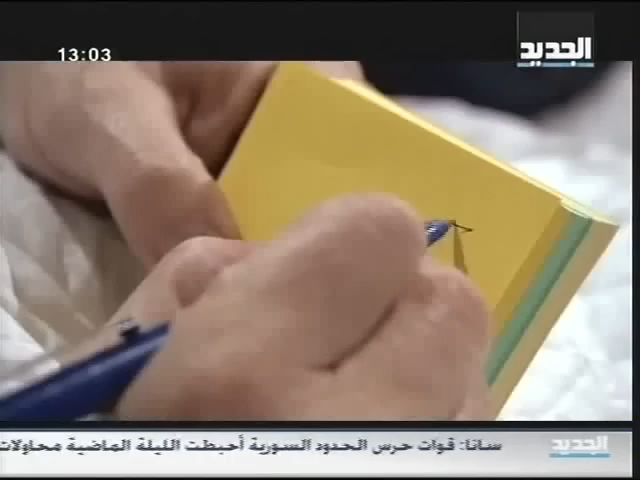 13:03
الجديد
سانا: قوات حرس الحدود السورية أحبطت الليلة الماضية محاولات
الجديد